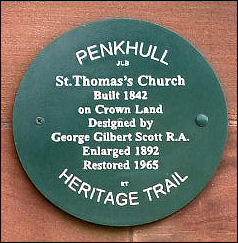 PENKHULL
JLB
St. Thomas's Church
Built 1842
on Crown Land
Designed by
George Gilbert Scott R.A.
Enlarged 1892
Restored 1965
RT
HERITAGE TRAIL